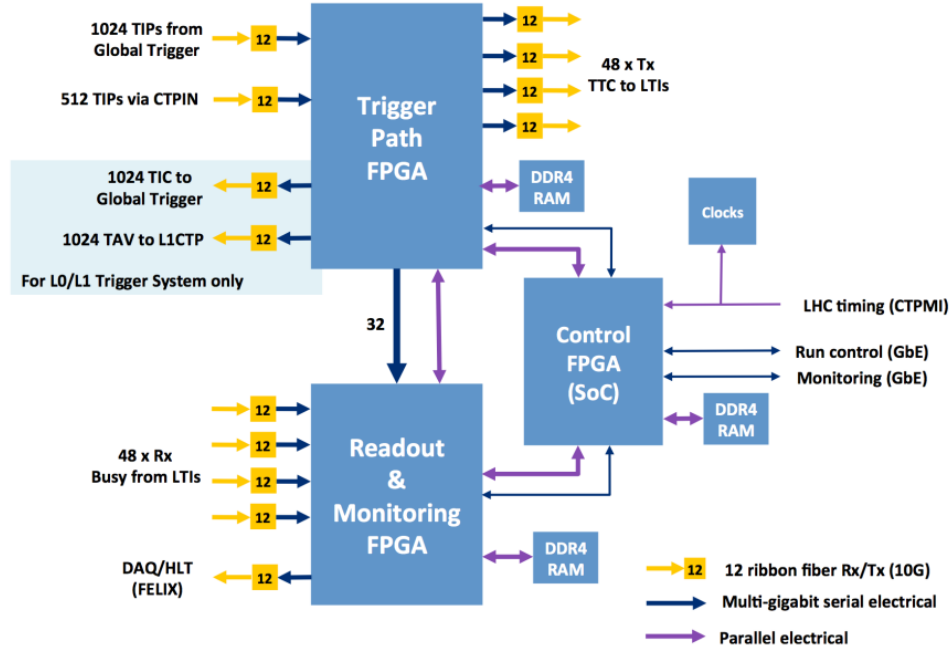 1024 TIPs from
Global Trigger
12
12
12
48 x Tx
TTC to LTIs
12
512 TIPs via CTPIN
12
12
12
Trigger
Path
FPGA
1024 TIC to
Global Trigger
12
DDR4
RAM
Clocks
1024 TAV to L1CTP
12
For L0/L1 Trigger System only
LHC timing (CTPMI)
32
Control
FPGA
(SoC)
Run control (GbE)
Monitoring (GbE)
DDR4
RAM
12
12
48 x Rx
Busy from LTIs
12
12
Readout
&
Monitoring
FPGA
DDR4
RAM
DAQ/HLT
(FELIX)
12
12
12 ribbon fiber Rx/Tx (10G)
Multi-gigabit serial electrical
Parallel electrical